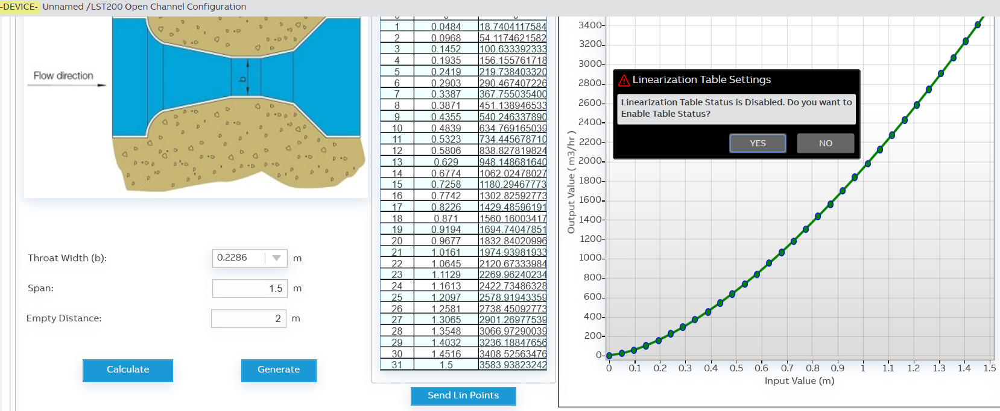 -DEVICE- Unnamed /LST200 Open Channel Configuration
Flow direction
b
Throat Width (b):
0.2286
m
Span:
1.5
m
Empty Distance:
2
m
Calculate
Generate
1 0.0484 18.7404117584
2 0.0968 54.1174621582
3 0.1452 100.633392333
4 0.1935 156.155761718
5 0.2419 219.738403320
6 0.2903 290.467407226
7 0.3387 367.755035400
8 0.3871 451.138946533
9 0.4355 540.246337890
10 0.4839 634.769165039
11 0.5323 734.445678710
12 0.5806 838.827819824
13 0.629 948.148681640
14 0.6774 1062.02478027
15 0.7258 1180.29467773
16 0.7742 1302.82592773
17 0.8226 1429.48596191
18 0.871 1560.16003417
19 0.9194 1694.74047851
20 0.9677 1832.84020996
21 1.0161 1974.93981933
22 1.0645 2120.67333984
23 1.1129 2269.96240234
24 1.1613 2422.73486328
25 1.2097 2578.91943359
26 1.2581 2738.45092773
27 1.3065 2901.26977539
28 1.3548 3066.97290039
29 1.4032 3236.18847656
30 1.4516 3408.52563476
31 1.5 3583.93823242
Send Lin Points
Output Value ( m3/hr )
3400
3200
3000
2800
2600
2400
2200
2000
1800
1600
1400
1200
1000
800
600
400
200
0
0 0.1 0.2 0.3 0.4 0.5 0.6 0.7 0.8 0.9 1 1.1 1.2 1.3 1.4 1.5
Input Value (m)
Linearization Table Settings
Linearization Table Status is Disabled. Do you want to
Enable Table Status?
YES
NO